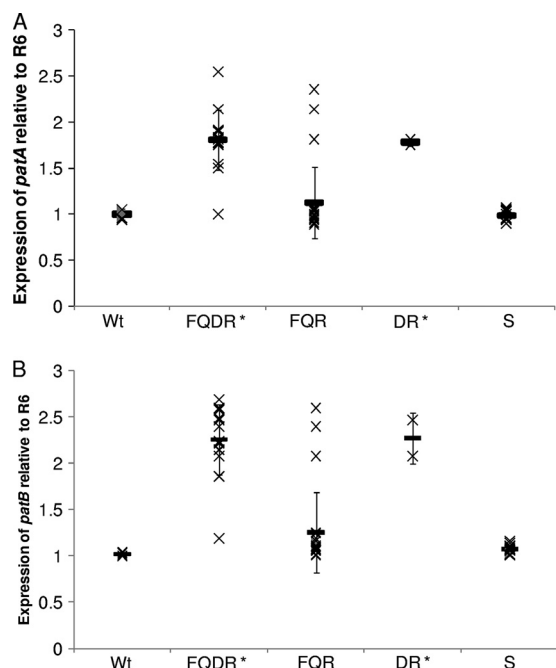 A
Expression of patA relative to R6
3
2.5
2
1.5
1
0.5
0
Wt FQDR * FQR DR * S
B
Expression of patB relative to R6
3
2.5
2
1.5
1
0.5
0
Wt FQDR * FQR DR * S